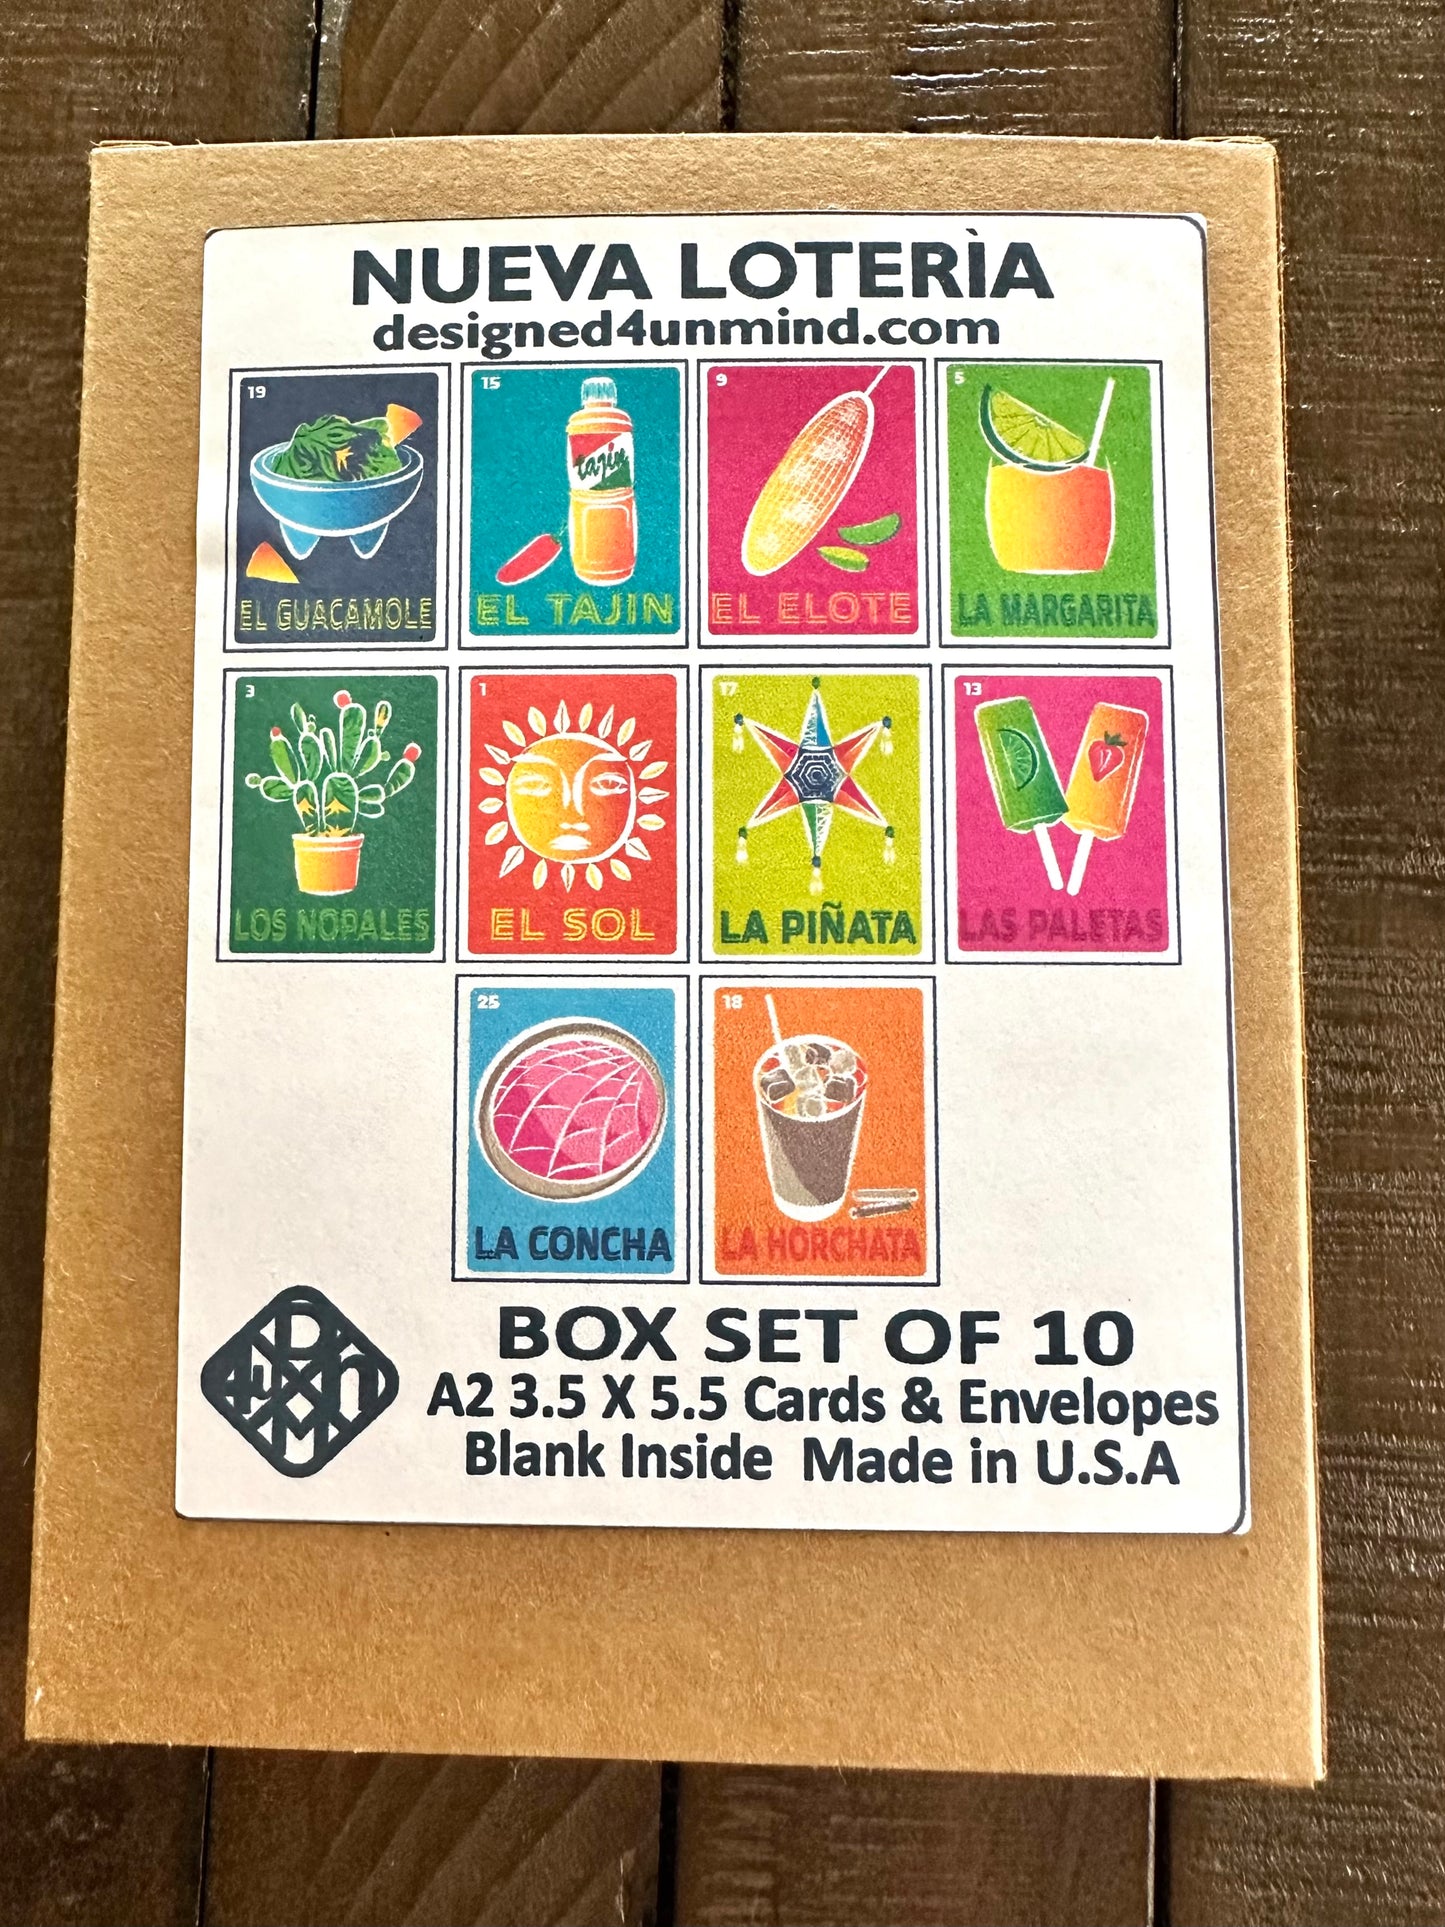 NUEVA LOTERÌA
designed4unmind.com
19
EL GUACAMOLE
15
tajín
EL TAJIN
9
EL ELOTE
5
LA MARGARITA
3
LOS NOPALES
1
EL SOL
17
LA PIÑATA
13
LAS PALETAS
25
LA CONCHA
18
LA HORCHATA
D
4u n
M
BOX SET OF 10
A2 3.5 X 5.5 Cards & Envelopes
Blank Inside Made in U.S.A